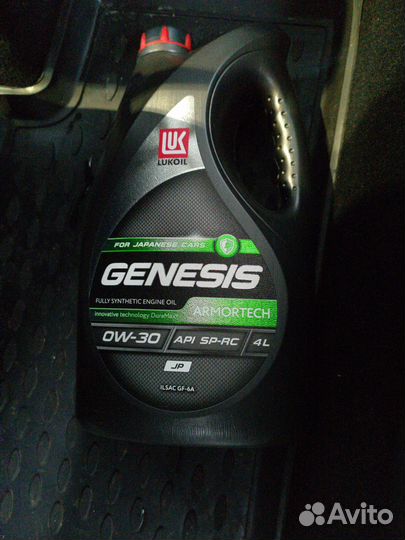 LUK
LUKOIL
FOR JAPANESE CARS
GENESIS
FULLY SYNTHETIC ENGINE OIL
innovative technology DuraMax®
ARMORTECH
0W-30 API SP-RC 4L
JP
ILSAC GF-6A
Avito